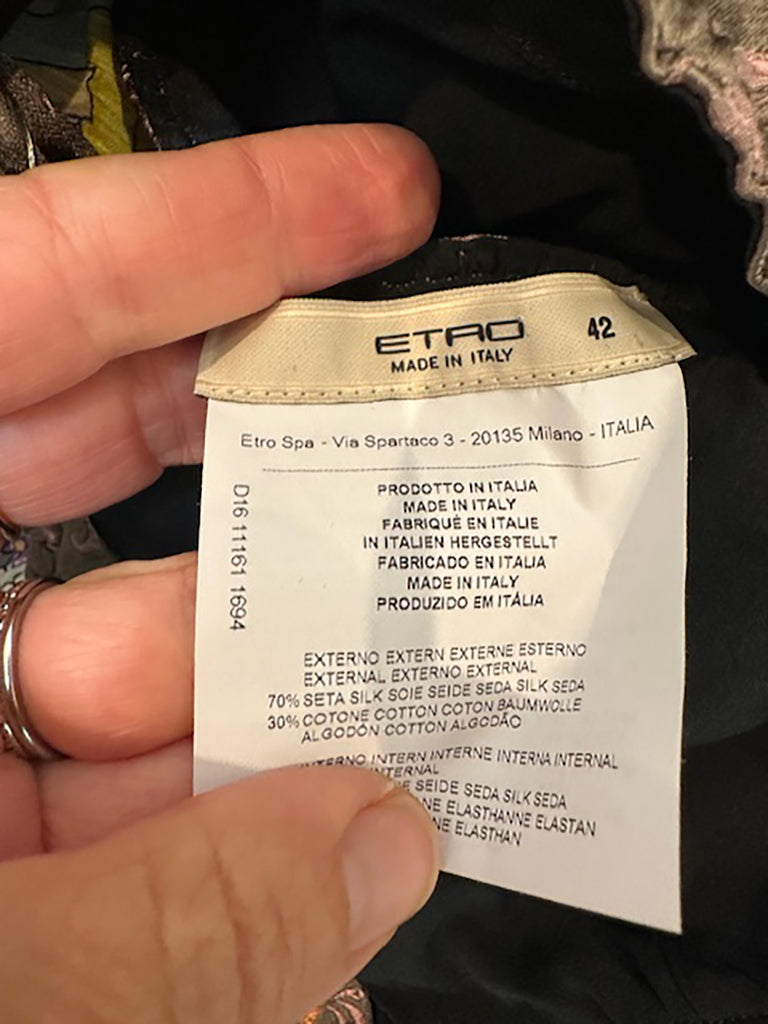 ETRO 42
MADE IN ITALY
Etro Spa - Via Spartaco 3 - 20135 Milano - ITALIA
D16 11161 1694
PRODOTTO IN ITALIA
MADE IN ITALY
FABRIQUÉ EN ITALIE
IN ITALIEN HERGESTELLT
FABRICADO EN ITALIA
MADE IN ITALY
PRODUZIDO EM ITÁLIA
EXTERNO EXTERN EXTERNE ESTERNO
EXTERNAL EXTERNO EXTERNAL
70% SETA SILK SOIE SEIDE SEDA SILK SEDA
30% COTONE COTTON COTON BAUMWOLLE
ALGODÓN COTTON ALGODÃO
INTERN INTERNE INTERNA INTERNAL
INTERNAL
SEIDE SEDA SILK SEDA
ELASTHANNE ELASTAN
ELASTHAN